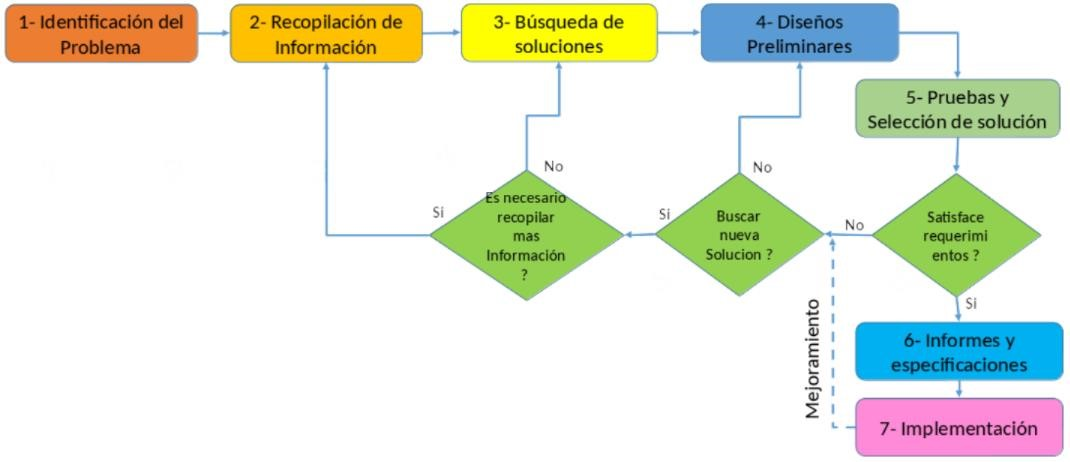 1- Identificación del
Problema
2- Recopilación de
Información
3- Búsqueda de
soluciones
4- Diseños
Preliminares
5- Pruebas y
Selección de solución
No
No
Es necesario
recopilar
mas
Información
?
Si
Si
Buscar
nueva
Solucion ?
No
Satisface
requerimi
entos ?
Si
Mejoramiento
6- Informes y
especificaciones
7- Implementación